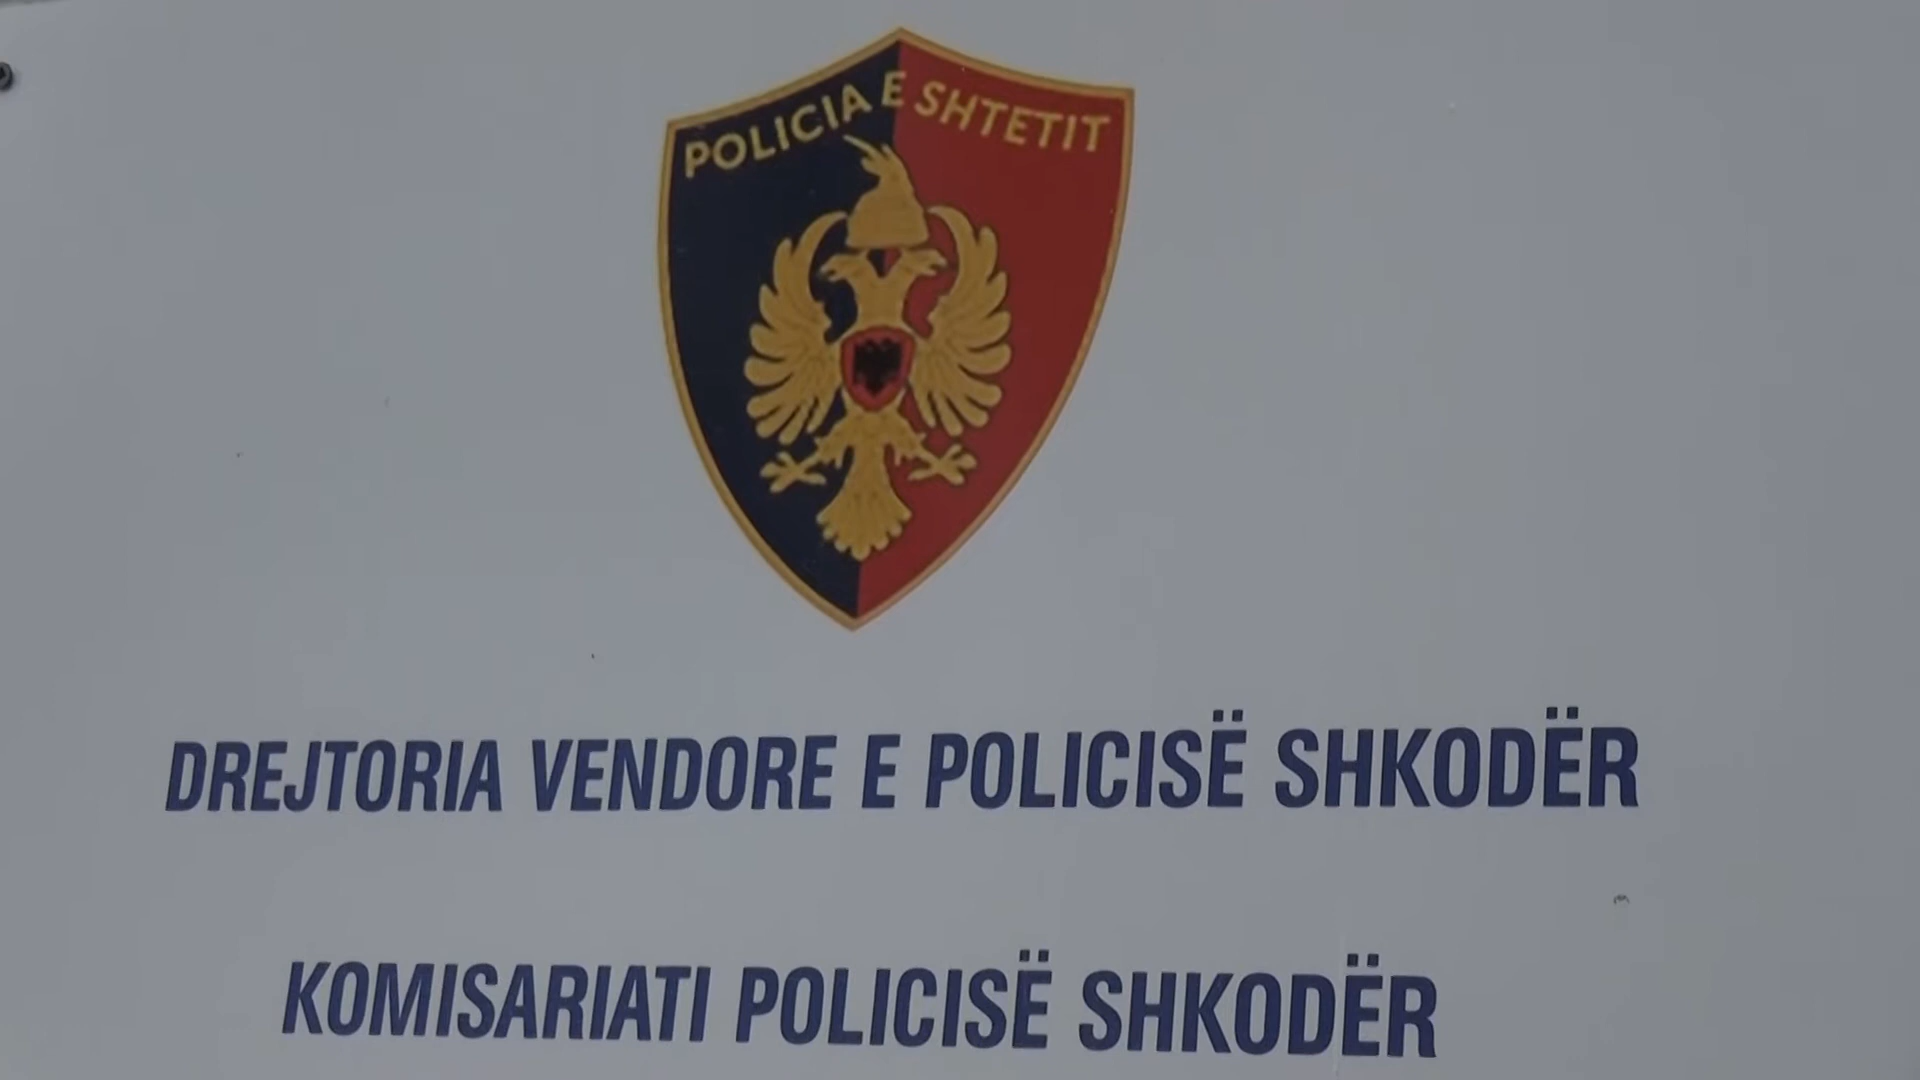 POLICIA E SHTETIT
DREJTORIA VENDORE E POLICISË SHKODËR
KOMISARIATI POLICISË SHKODËR